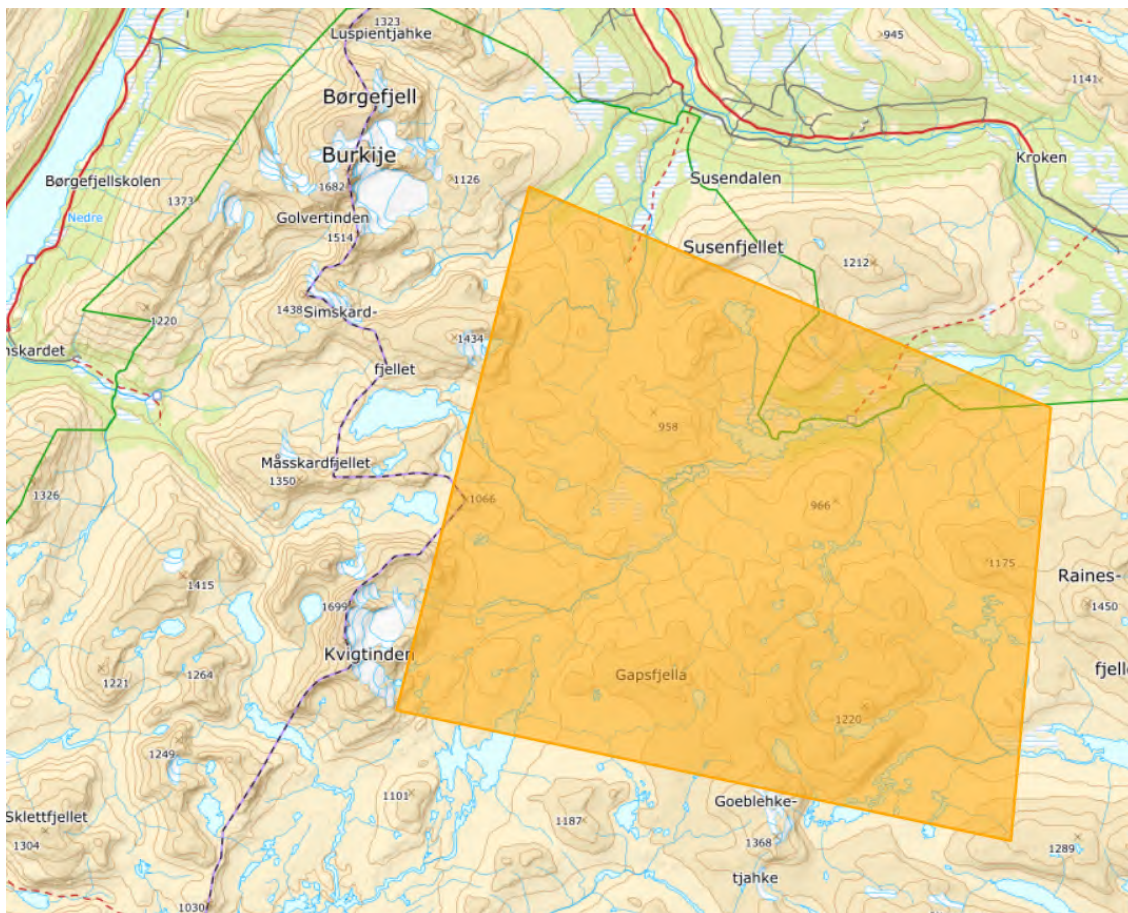 1323
Luspientjahke
945
1141
Børgefjell
Burkije
Kroken
Børgefjellskolen
1682
1126
Susendalen
1373
Nedre
Golvertinden
1514
Susenfjellet
1212
1438
Simskard-
1220
nskardet
1434
fjellet
958
Måsskardfjellet
1350
1326
1066
966
1175
Raines-
1415
1699
1450
Kvigtinden
1264
1221
Gapsfjella
fjell
1220
1249
1101
Goeblehke-
Sklettfjellet
1304
1187
1368
1289
tjahke
1030